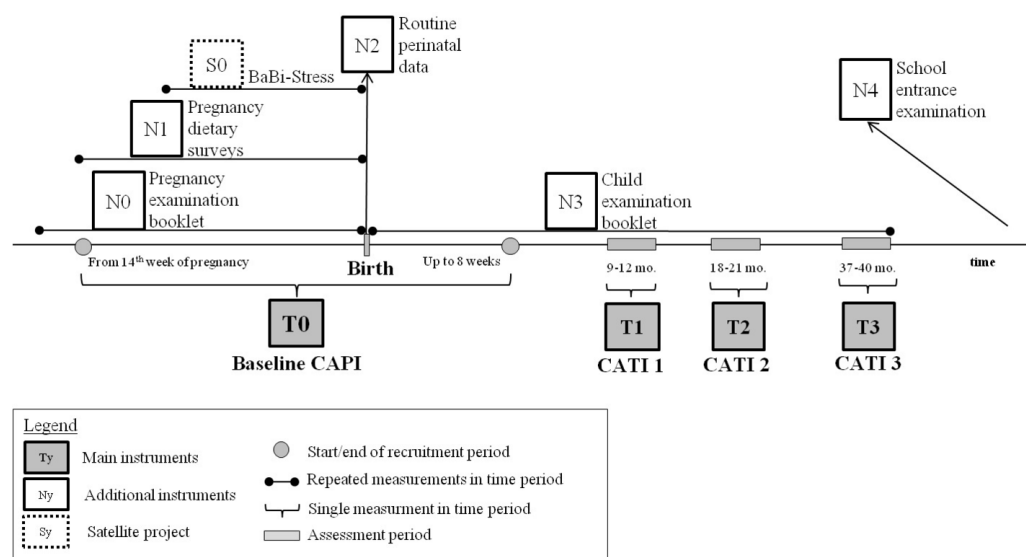 S0
BaBi-Stress
N2
Routine
perinatal
data
N4
School
entrance
examination
N1
Pregnancy
dietary
surveys
N0
Pregnancy
examination
booklet
N3
Child
examination
booklet
From 14th week of pregnancy
Birth
Up to 8 weeks
9-12 mo.
18-21 mo.
37-40 mo.
time
T0
Baseline CAPI
T1
CATI 1
T2
CATI 2
T3
CATI 3
Legend
Ty
Main instruments
Ny
Additional instruments
Sy
Satellite project
Start/end of recruitment period
Repeated measurements in time period
Single measurment in time period
Assessment period